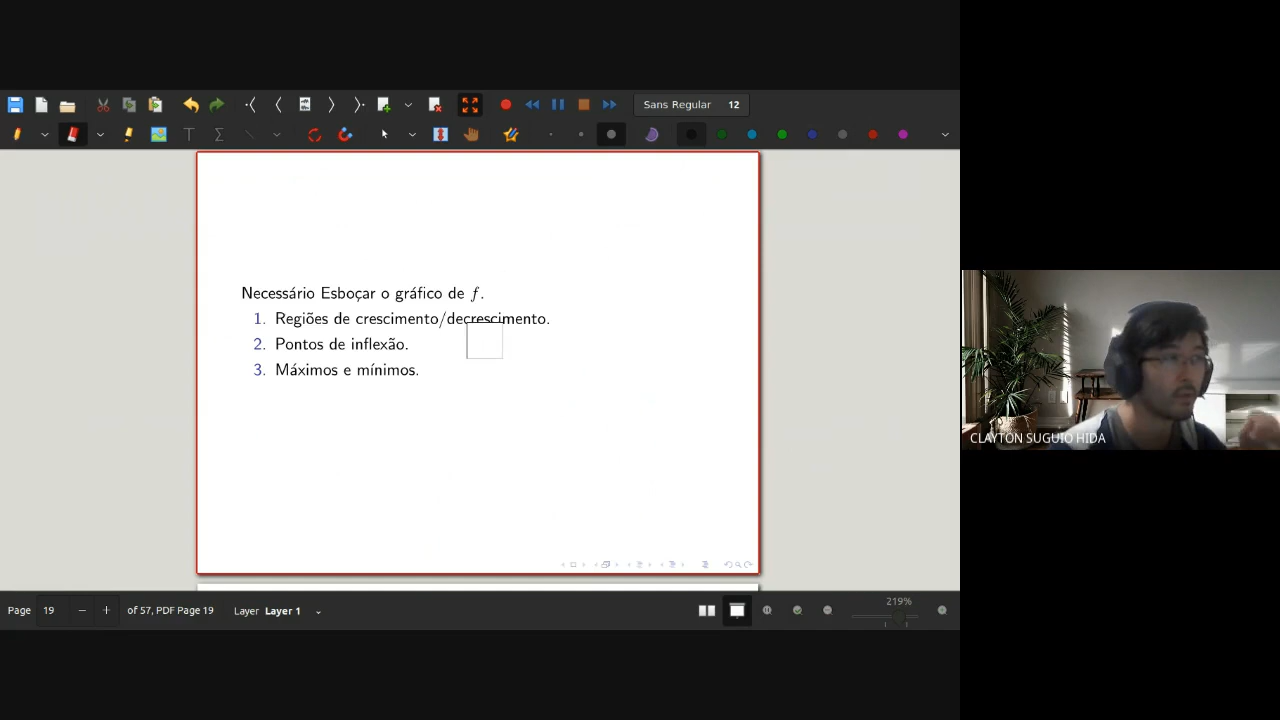 Sans Regular 12
Necessário Esboçar o gráfico de f.
1. Regiões de crescimento/decrescimento.
2. Pontos de inflexão.
3. Máximos e mínimos.
CLAYTON SUGUIO HIDA
Page 19 − + of 57, PDF Page 19 Layer Layer 1 219%